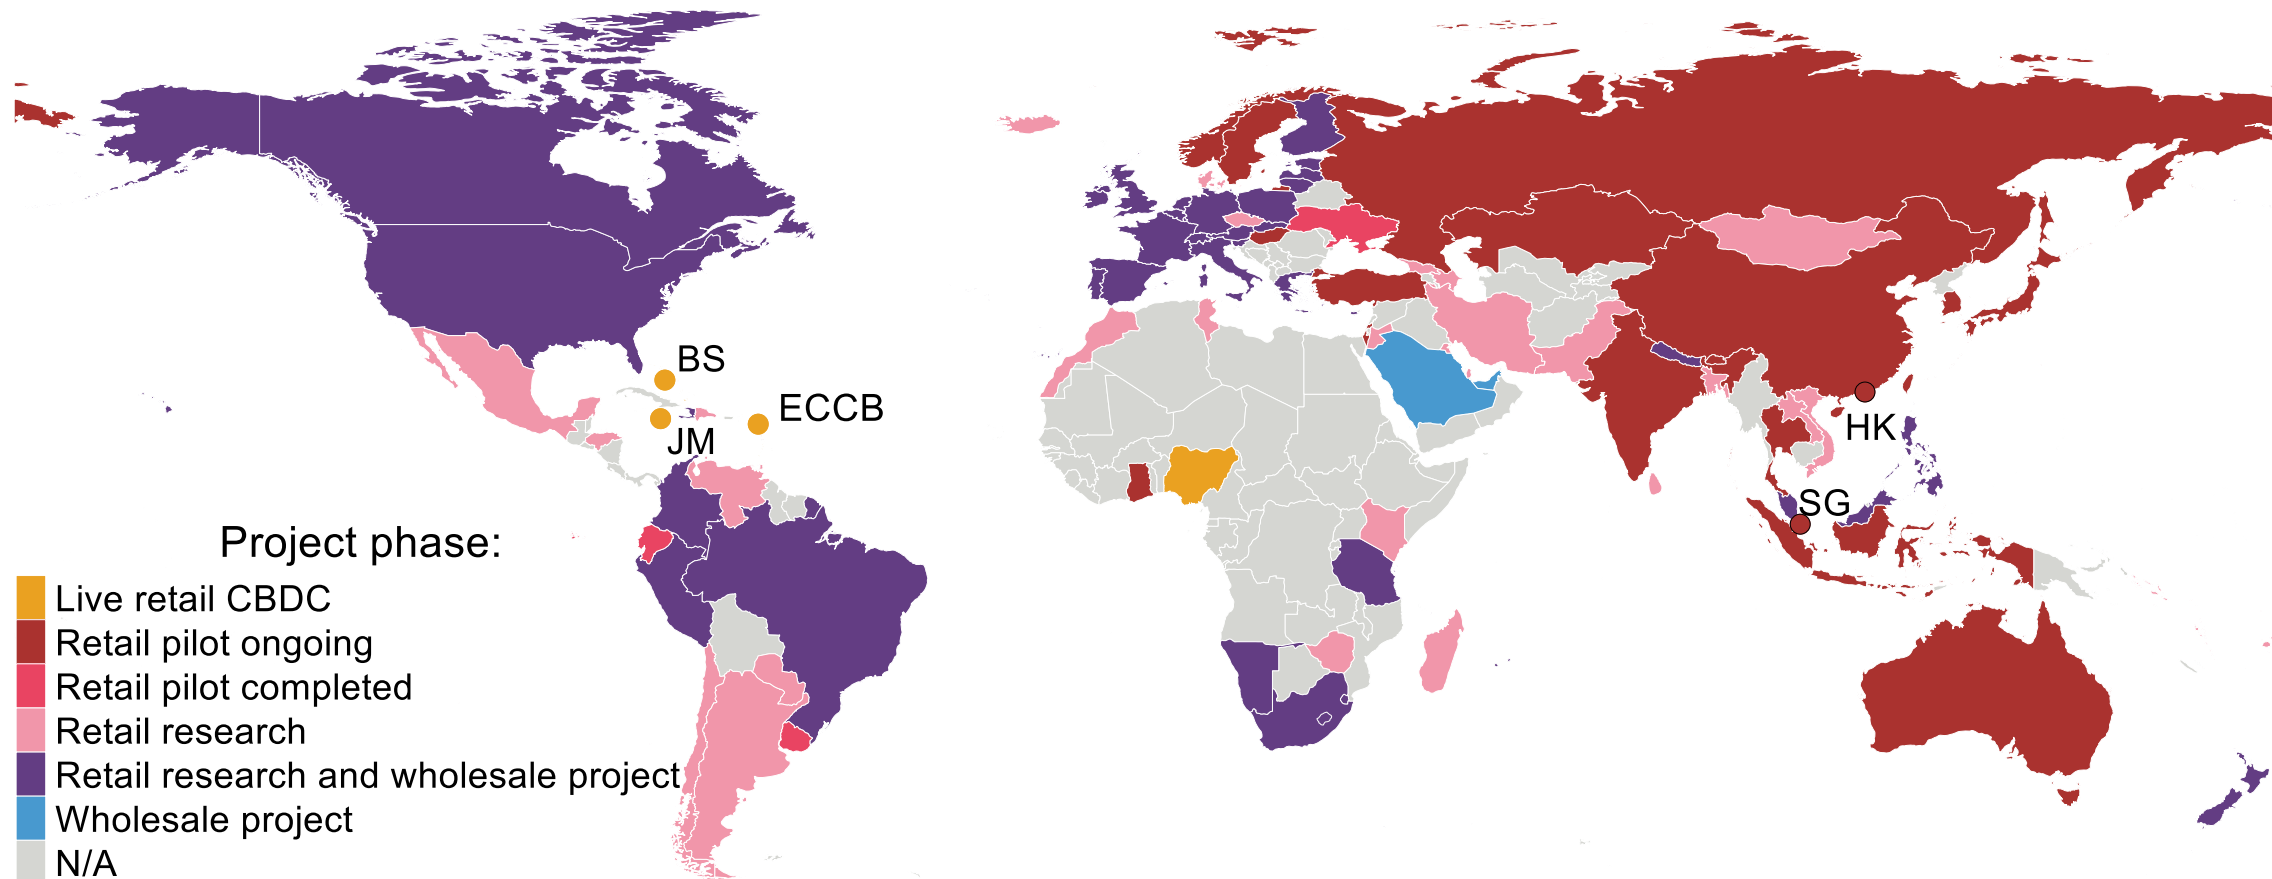 BS
ECCB
JM
HK
SG
Project phase:
Live retail CBDC
Retail pilot ongoing
Retail pilot completed
Retail research
Retail research and wholesale project
Wholesale project
N/A